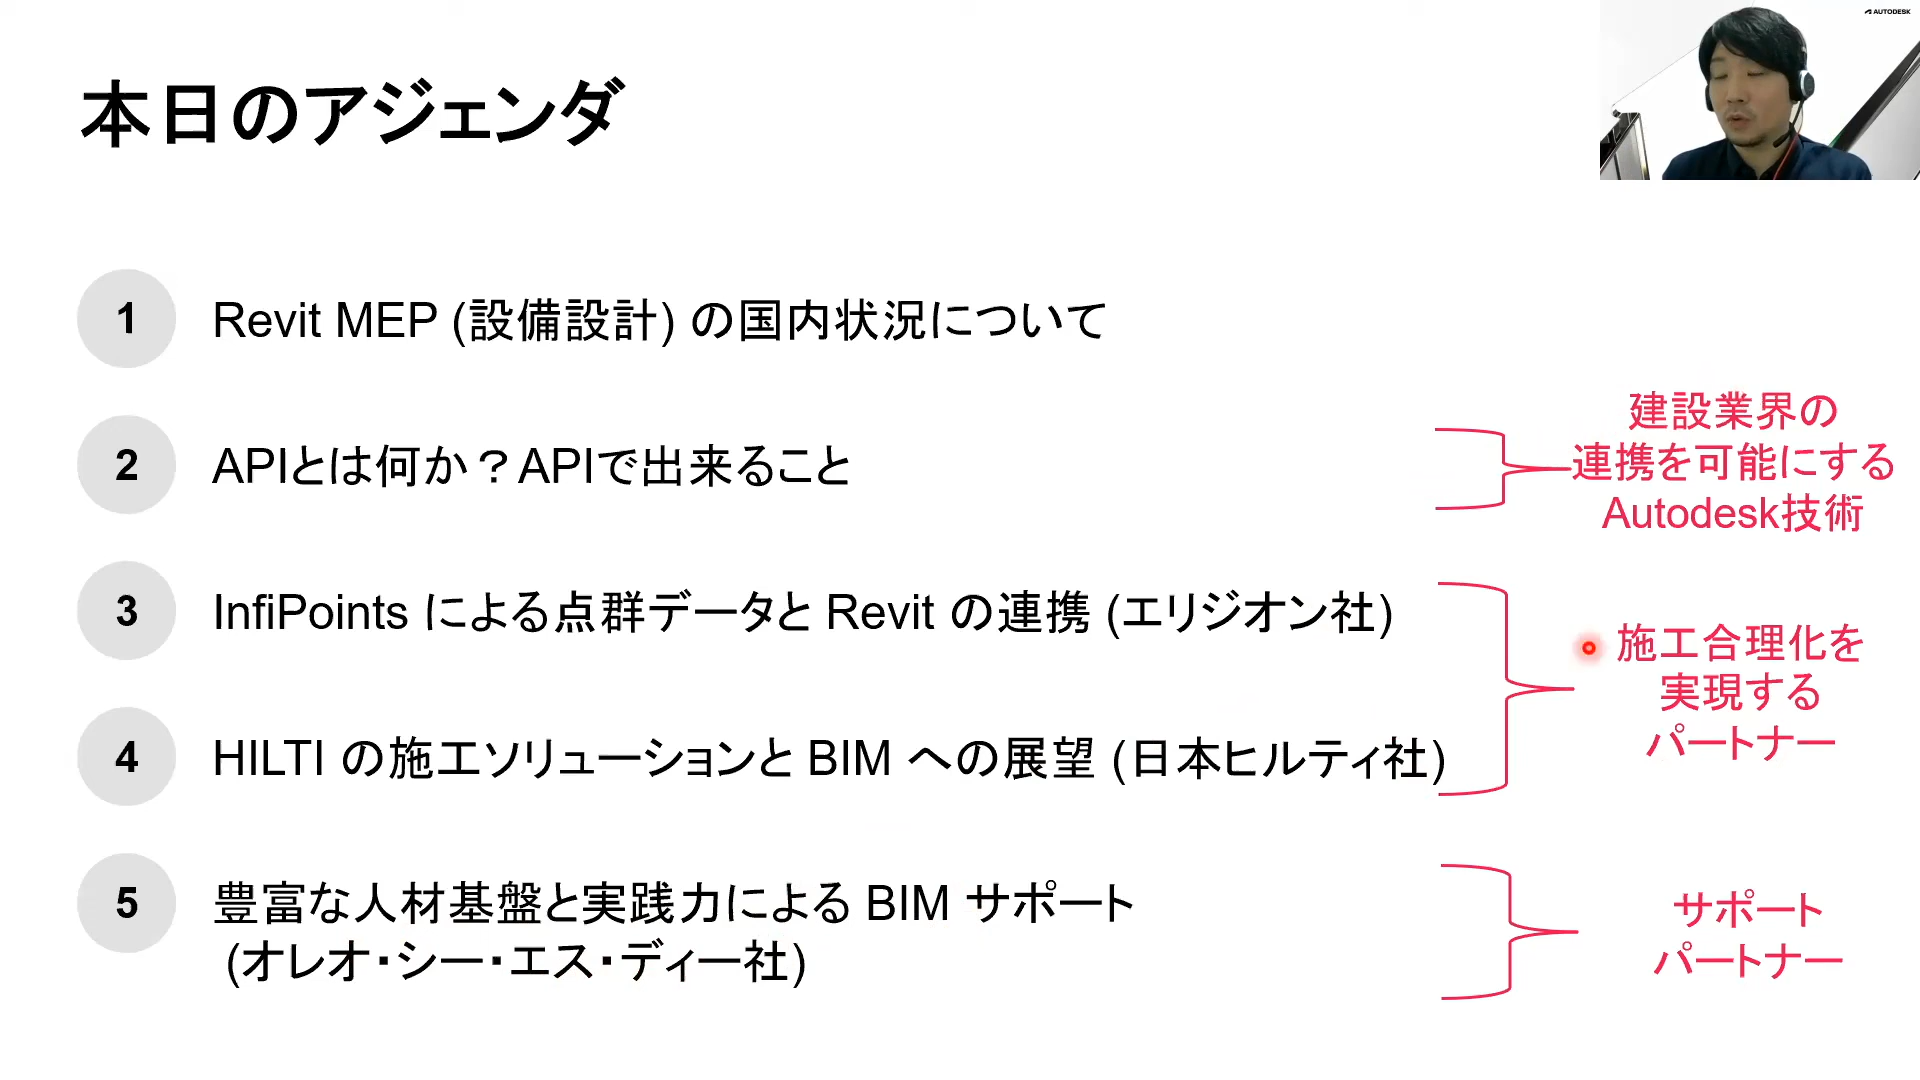 AUTODESK
本日のアジェンダ
1
Revit MEP (設備設計) の国内状況について
2
APIとは何か？APIで出来ること
建設業界の
連携を可能にする
Autodesk技術
3
InfiPoints による点群データと Revit の連携 (エリジオン社)
4
HILTI の施工ソリューションと BIM への展望 (日本ヒルティ社)
施工合理化を
実現する
パートナー
5
豊富な人材基盤と実践力による BIM サポート
(オレオ・シー・エス・ディー社)
サポート
パートナー